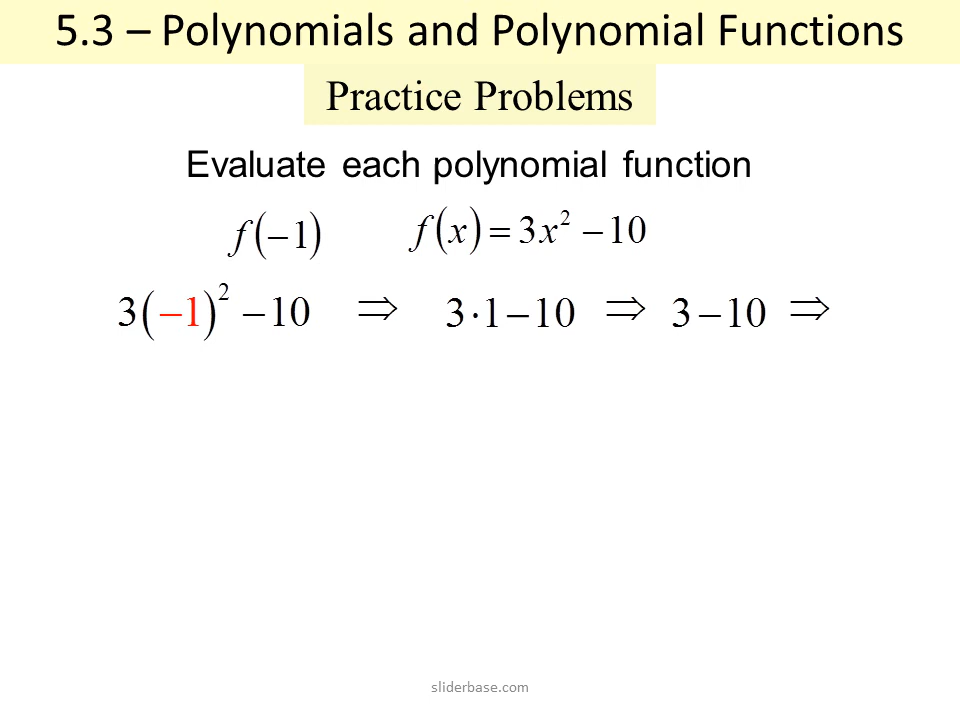 5.3 – Polynomials and Polynomial Functions
Practice Problems
Evaluate each polynomial function
f(−1) f(x) = 3x² − 10
3(−1)² − 10 ⇒ 3·1 − 10 ⇒ 3 − 10 ⇒
sliderbase.com